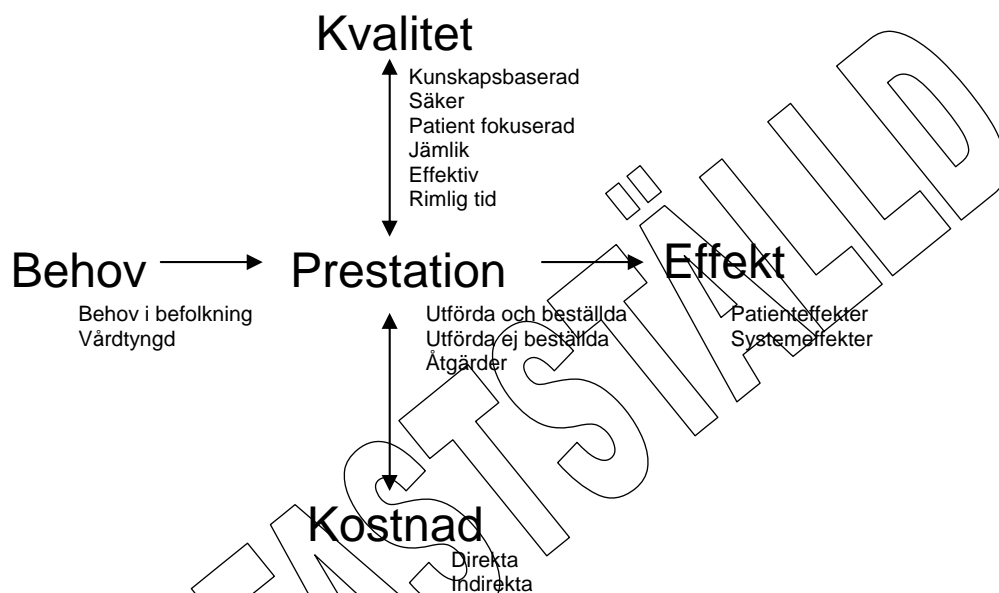 Kvalitet
Kunskapsbaserad
Säker
Patient fokuserad
Jämlik
Effektiv
Rimlig tid
Behov
Behov i befolkning
Vårdtyngd
Prestation
Utförda och beställda
Utförda ej beställda
Åtgärder
Effekt
Patienteffekter
Systemeffekter
Kostnad
Direkta
Indirekta
TASTSTÄLLD